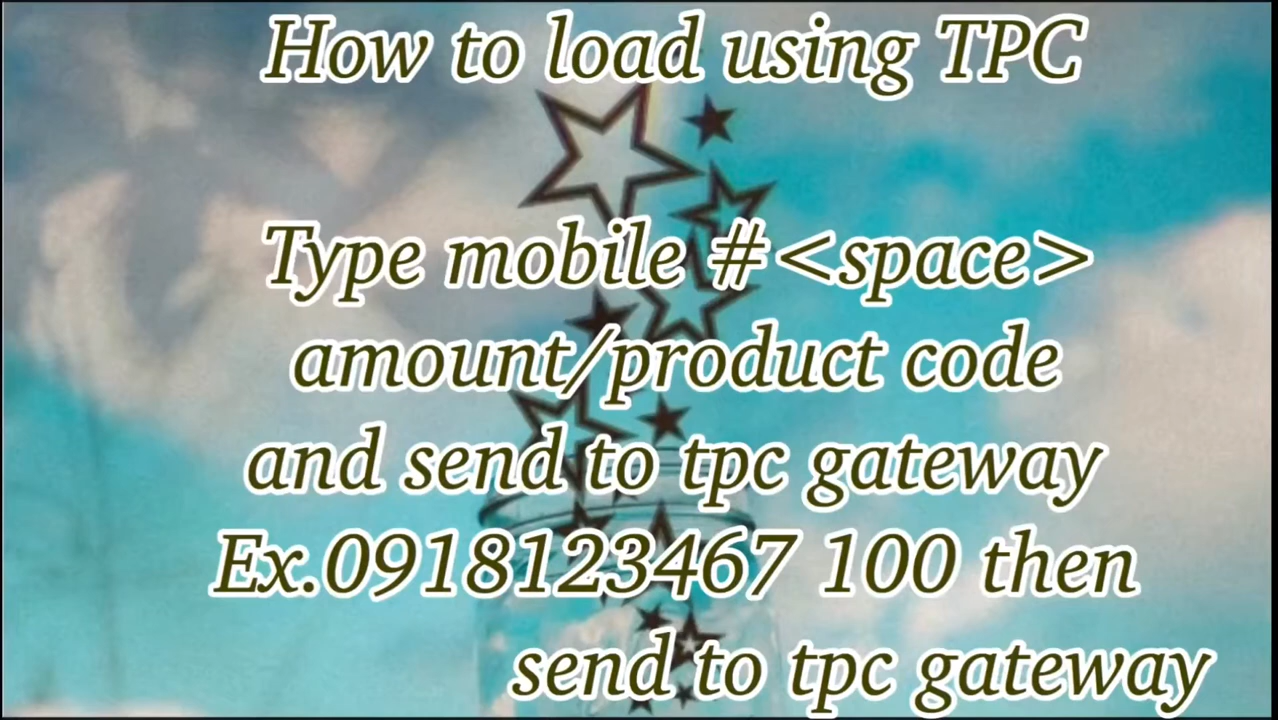 How to load using TPC
Type mobile #<space>
amount/product code
and send to tpc gateway
Ex.0918123467 100 then
send to tpc gateway